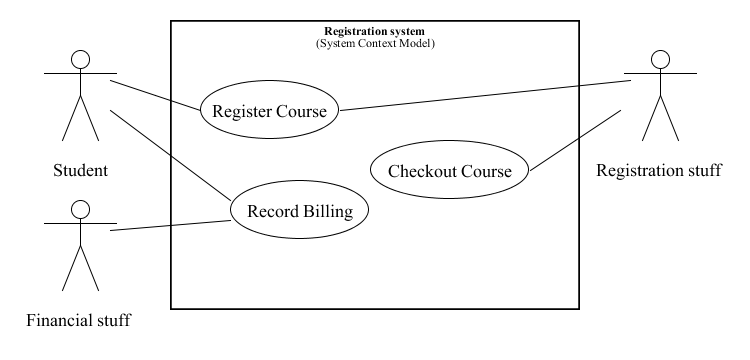 Registration system
(System Context Model)
Register Course
Checkout Course
Student
Registration stuff
Record Billing
Financial stuff